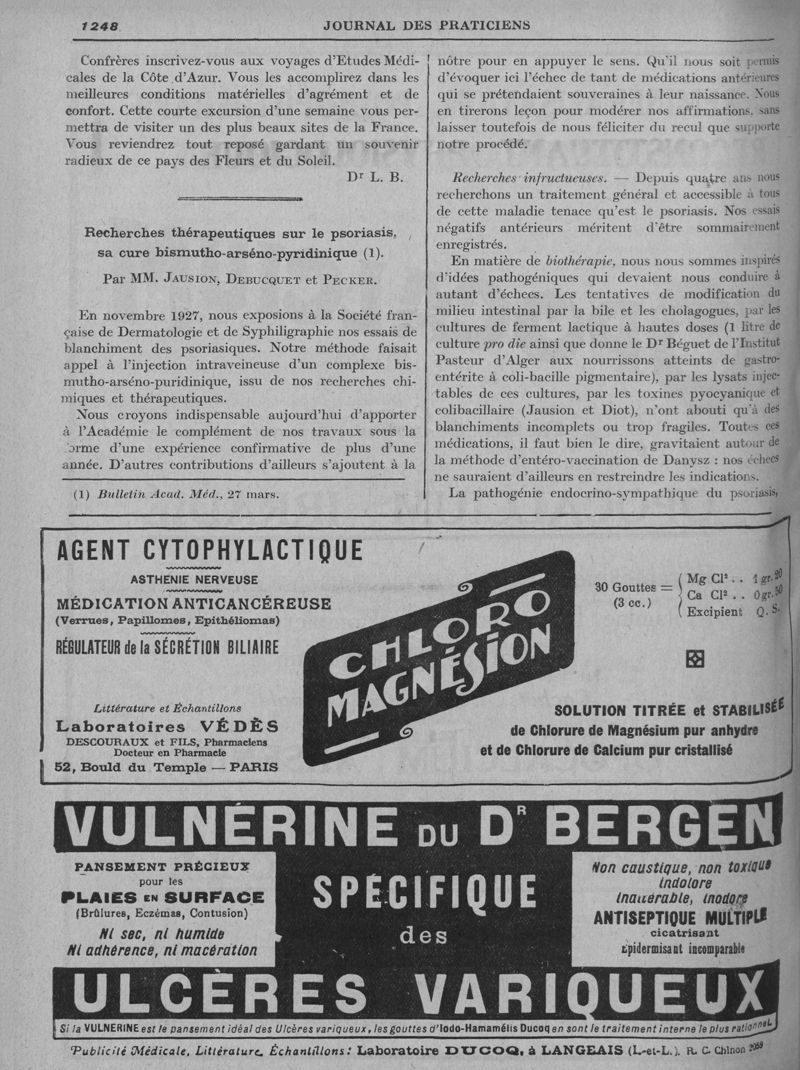 1248
JOURNAL DES PRATICIENS
Confrères inscrivez-vous aux voyages d'Etudes Médi-
cales de la Côte d'Azur. Vous les accomplirez dans les
meilleures conditions matérielles d'agrément et de
confort. Cette courte excursion d'une semaine vous per-
mettra de visiter un des plus beaux sites de la France.
Vous reviendrez tout reposé gardant un souvenir
radieux de ce pays des Fleurs et du Soleil.
Dr L. B.
Recherches thérapeutiques sur le psoriasis,
sa cure bismutho-arséno-pyridinique (1).
Par MM. JAUSION, DEBUCQUET et PECKER.
En novembre 1927, nous exposions à la Société fran-
çaise de Dermatologie et de Syphiligraphie nos essais de
blanchiment des psoriasiques. Notre méthode faisait
appel à l'injection intraveineuse d'un complexe bis-
mutho-arséno-puridinique, issu de nos recherches chi-
miques et thérapeutiques.
Nous croyons indispensable aujourd'hui d'apporter
à l'Académie le complément de nos travaux sous la
orme d'une expérience confirmative de plus d'une
année. D'autres contributions d'ailleurs s'ajoutent à la
(1) Bulletin Acad. Méd., 27 mars.
nôtre pour en appuyer le sens. Qu'il nous soit permis
d'évoquer ici l'échec de tant de médications antérieures
qui se prétendaient souveraines à leur naissance. Nous
en tirerons leçon pour modérer nos affirmations, sans
laisser toutefois de nous féliciter du recul que supporte
notre procédé.
Recherches infructueuses. — Depuis quatre ans nous
recherchons un traitement général et accessible à tous
de cette maladie tenace qu'est le psoriasis. Nos essais
négatifs antérieurs méritent d'être sommairement
enregistrés.
En matière de biothérapie, nous nous sommes inspirés
d'idées pathogéniques qui devaient nous conduire à
autant d'échecs. Les tentatives de modification du
milieu intestinal par la bile et les cholagogues, par les
cultures de ferment lactique à hautes doses (1 litre de
culture pro die ainsi que donne le Dr Béguet de l'Institut
Pasteur d'Alger aux nourrissons atteints de gastro-
entérite à coli-bacille pigmentaire), par les lysats injec-
tables de ces cultures, par les toxines pyocyanique et
colibacillaire (Jausion et Diot), n'ont abouti qu'à des
blanchiments incomplets ou trop fragiles. Toutes ces
médications, il faut bien le dire, gravitaient autour de
la méthode d'entéro-vaccination de Danysz : nos échecs
ne sauraient d'ailleurs en restreindre les indications.
La pathogénie endocrino-sympathique du psoriasis,
AGENT CYTOPHYLACTIQUE
ASTHENIE NERVEUSE
MÉDICATION ANTICANCÉREUSE
(Verrues, Papillomes, Epithéliomas)
RÉGULATEUR de la SÉCRÉTION BILIAIRE
Littérature et Échantillons
Laboratoires VÉDÈS
DESCOURAUX et FILS, Pharmaciens
Docteur en Pharmacie
52, Bould du Temple — PARIS
CHLORO
MAGNÉSION
30 Gouttes =
(3 cc.)
Mg Cl² . . 1 gr. 20
Ca Cl² . . 0 gr. 50
Excipient Q. S.
SOLUTION TITRÉE et STABILISÉE
de Chlorure de Magnésium pur anhydre
et de Chlorure de Calcium pur cristallisé
VULNÉRINE DU DR BERGEN
PANSEMENT PRÉCIEUX
pour les
PLAIES EN SURFACE
(Brûlures, Eczémas, Contusion)
Ni sec, ni humide
Ni adhérence, ni macération
SPÉCIFIQUE
des
Non caustique, non toxique
indolore
inaltérable, inodore
ANTISEPTIQUE MULTIPLE
cicatrisant
Epidermisant incomparable
ULCÈRES VARIQUEUX
Si la VULNERINE est le pansement idéal des Ulcères variqueux, les gouttes d'Iodo-Hamamélis Ducoq en sont le traitement interne le plus rationnel.
Publicité Médicale, Littérature, Échantillons : Laboratoire DUCOQ, à LANGEAIS (I.-et-L.). R. C. Chinon